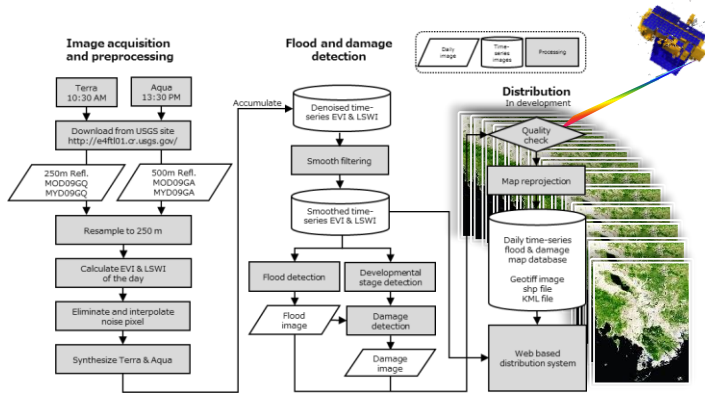 Image acquisition
and preprocessing
Terra
10:30 AM
Aqua
13:30 PM
Download from USGS site
http://e4ftl01.cr.usgs.gov/
250m Refl.
MOD09GQ
MYD09GQ
500m Refl.
MOD09GA
MYD09GA
Resample to 250 m
Calculate EVI & LSWI
of the day
Eliminate and interpolate
noise pixel
Synthesize Terra & Aqua
Accumulate
Flood and damage
detection
Denoised time-
series EVI & LSWI
Smooth filtering
Smoothed time-
series EVI & LSWI
Flood detection
Developmental
stage detection
Flood
image
Damage
detection
Damage
image
Daily
image
Time-
series
images
Processing
Distribution
In development
Quality
check
Map reprojection
Daily time-series
flood & damage
map database
Geotiff image
shp file
KML file
Web based
distribution system